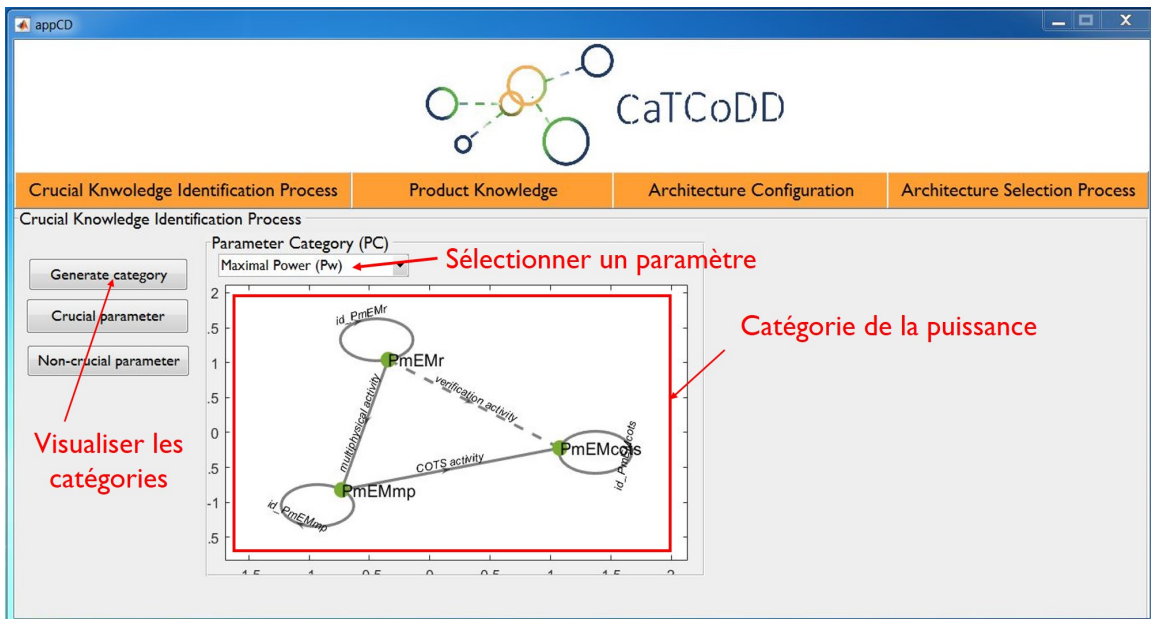 appCD
CaTCoDD
Crucial Knwoledge Identification Process
Product Knowledge
Architecture Configuration
Architecture Selection Process
Crucial Knowledge Identification Process
Parameter Category (PC)
Maximal Power (Pw)
Sélectionner un paramètre
Generate category
Crucial parameter
Non-crucial parameter
Visualiser les
catégories
Catégorie de la puissance
2
.5
1
.5
0
.5
-1
.5
id_PmEMr
PmEMr
verification activity
multiphysical activity
PmEMcots
id_PmEMcots
COTS activity
PmEMmp
id_PmEMmp
1.5
1
0.5
0
0.5
1
1.5
2